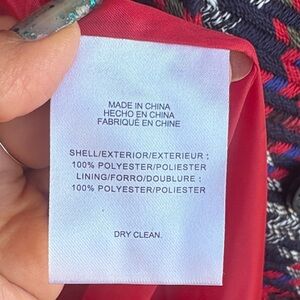 MADE IN CHINA
HECHO EN CHINA
FABRIQUÉ EN CHINE
SHELL/EXTERIOR/EXTERIEUR :
100% POLYESTER/POLIESTER
LINING/FORRO/DOUBLURE :
100% POLYESTER/POLIESTER
DRY CLEAN.